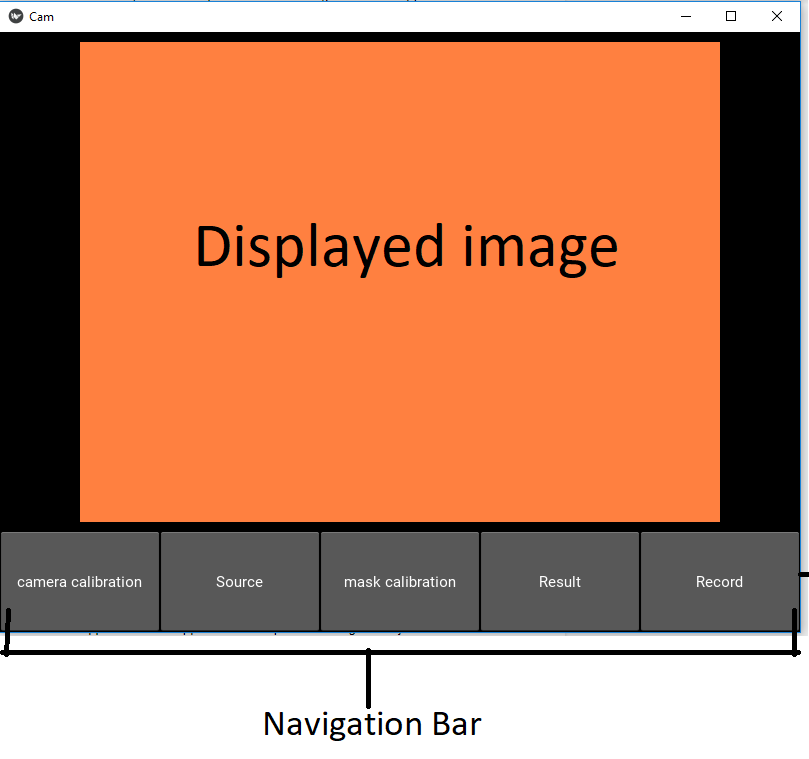 Cam
Displayed image
camera calibration Source mask calibration Result Record
Navigation Bar